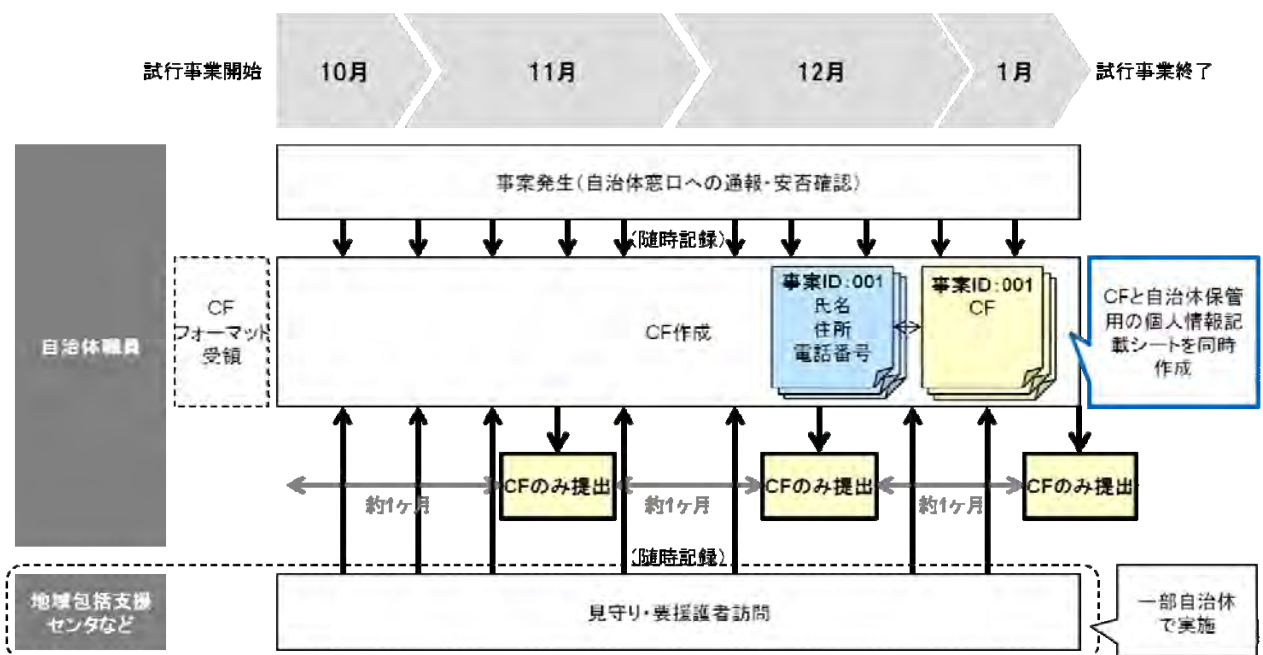 試行事業開始
10月
11月
12月
1月
試行事業終了
事案発生(自治体窓口への通報・安否確認)
(随時記録)
自治体職員
CF
フォーマット
受領
CF作成
事案ID:001
氏名
住所
電話番号
事案ID:001
CF
CFと自治体保管
用の個人情報記
載シートを同時
作成
CFのみ提出
CFのみ提出
CFのみ提出
約1ヶ月
約1ヶ月
約1ヶ月
(随時記録)
地域包括支援
センタなど
見守り・要援護者訪問
一部自治体
で実施